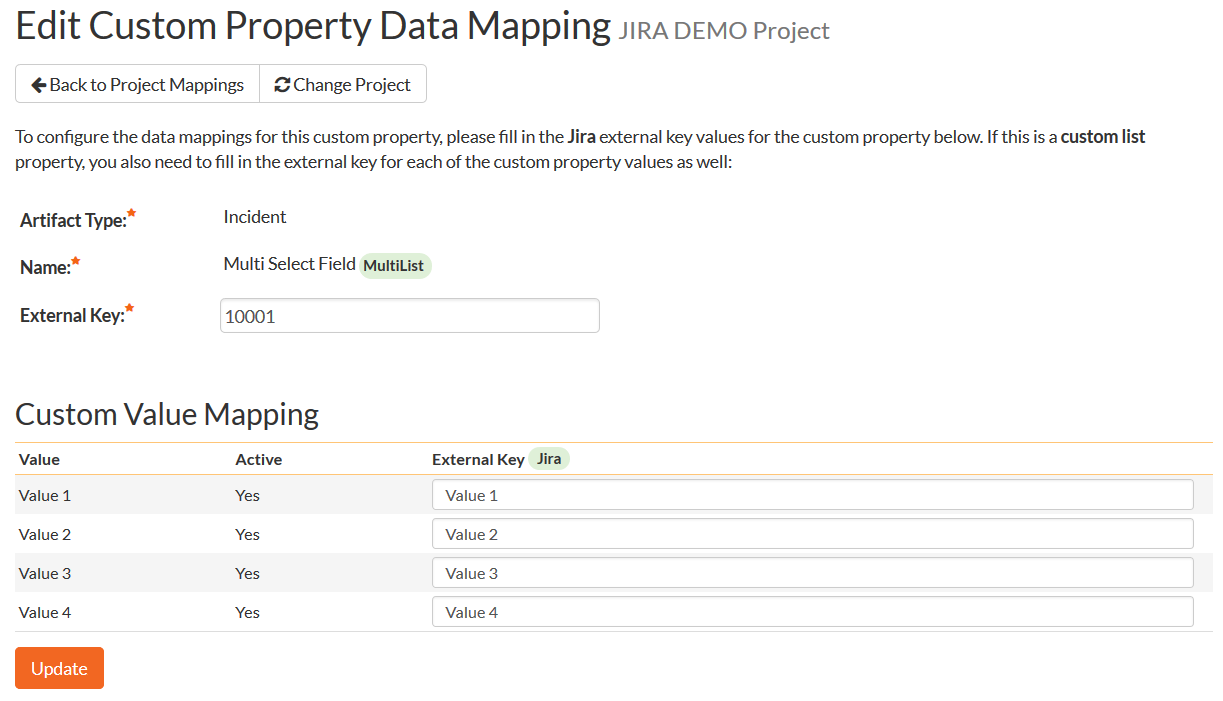 Edit Custom Property Data Mapping JIRA DEMO Project
Back to Project Mappings Change Project
To configure the data mappings for this custom property, please fill in the Jira external key values for the custom property below. If this is a custom list
property, you also need to fill in the external key for each of the custom property values as well:
Artifact Type:* Incident
Name:* Multi Select Field MultiList
External Key:* 10001
Custom Value Mapping
Value Active External Key Jira
Value 1 Yes Value 1
Value 2 Yes Value 2
Value 3 Yes Value 3
Value 4 Yes Value 4
Update